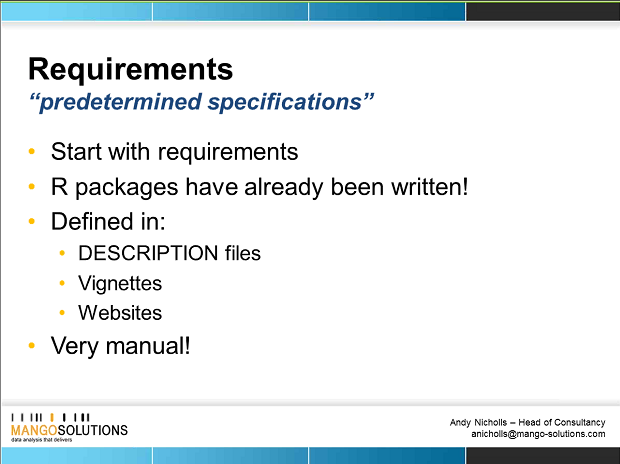 Requirements
“predetermined specifications”
• Start with requirements
• R packages have already been written!
• Defined in:
• DESCRIPTION files
• Vignettes
• Websites
• Very manual!
MANGOSOLUTIONS
data analysis that delivers
Andy Nicholls – Head of Consultancy
anicholls@mango-solutions.com